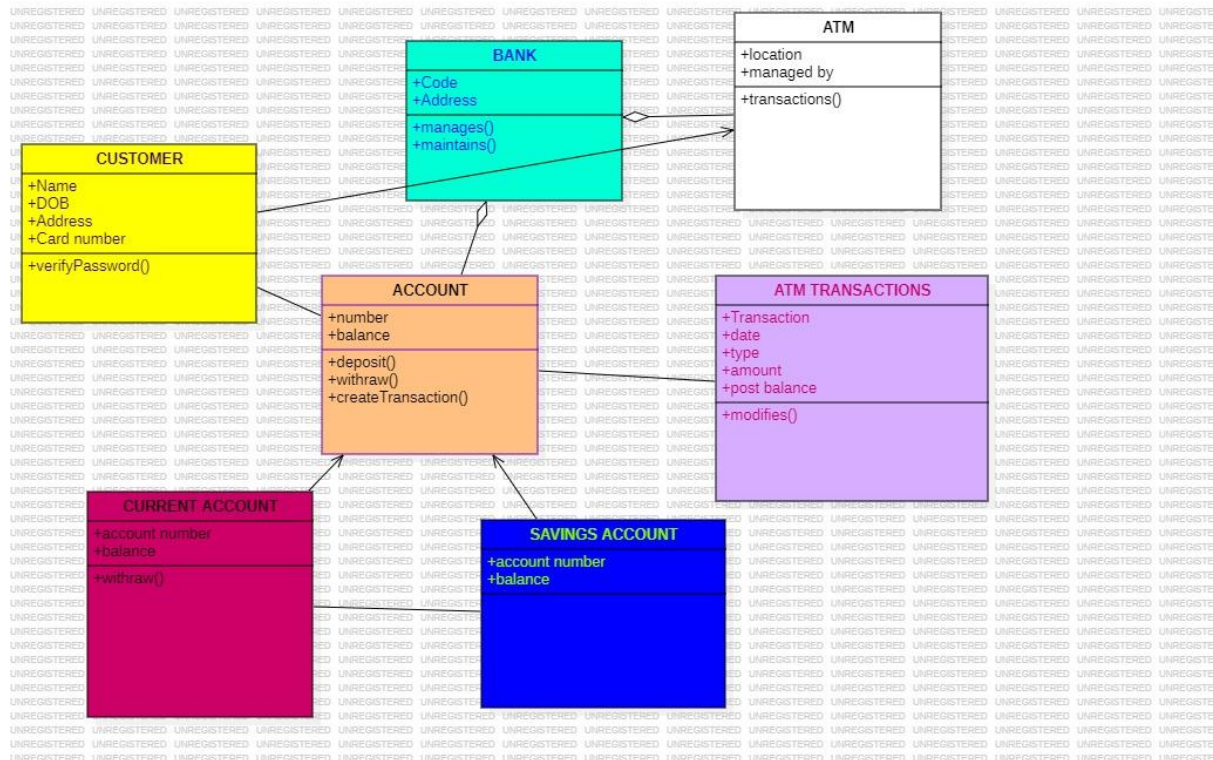 BANK
+Code
+Address
+manages()
+maintains()
ATM
+location
+managed by
+transactions()
CUSTOMER
+Name
+DOB
+Address
+Card number
+verifyPassword()
ACCOUNT
+number
+balance
+deposit()
+withraw()
+createTransaction()
ATM TRANSACTIONS
+Transaction
+date
+type
+amount
+post balance
+modifies()
CURRENT ACCOUNT
+account number
+balance
+withraw()
SAVINGS ACCOUNT
+account number
+balance
UNREGISTERED